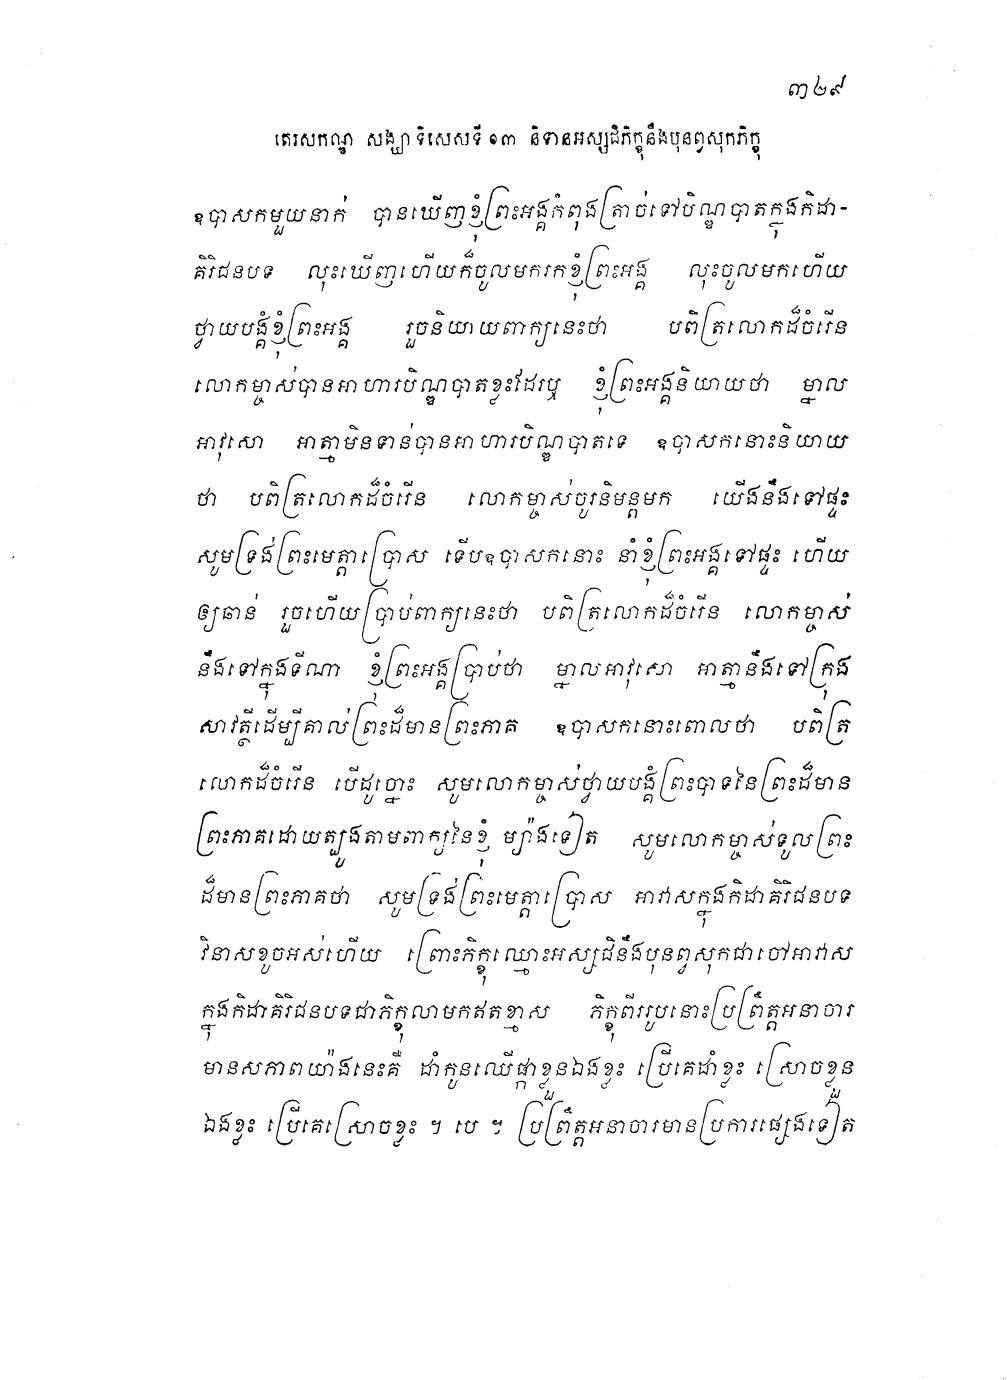 ៣២៩
តេរសកណ្ឌ សង្ឃាទិសេសទី១៣ និទានអស្សជិភិក្ខុនឹងបុនព្វសុកភិក្ខុ
ឧបាសកមួយនាក់ បានឃើញខ្ញុំព្រះអង្គកំពុងត្រាច់ទៅបិណ្ឌបាតក្នុងកិដា-
គិរិជនបទ លុះឃើញហើយក៏ចូលមករកខ្ញុំព្រះអង្គ លុះចូលមកហើយ
ថ្វាយបង្គំខ្ញុំព្រះអង្គ រួចនិយាយពាក្យនេះថា បពិត្រលោកដ៏ចំរើន
លោកម្ចាស់បានអាហារបិណ្ឌបាតខ្លះដែរឬ ខ្ញុំព្រះអង្គនិយាយថា ម្នាល
អាវុសោ អាត្មាមិនទាន់បានអាហារបិណ្ឌបាតទេ ឧបាសកនោះនិយាយ
ថា បពិត្រលោកដ៏ចំរើន លោកម្ចាស់ចូរនិមន្តមក យើងនឹងទៅផ្ទះ
សូមទ្រង់ព្រះមេត្តាប្រោស ទើបឧបាសកនោះ នាំខ្ញុំព្រះអង្គទៅផ្ទះ ហើយ
ឲ្យឆាន់ រួចហើយប្រាប់ពាក្យនេះថា បពិត្រលោកដ៏ចំរើន លោកម្ចាស់
នឹងទៅក្នុងទីណា ខ្ញុំព្រះអង្គប្រាប់ថា ម្នាលអាវុសោ អាត្មានឹងទៅក្រុង
សាវត្ថីដើម្បីគាល់ព្រះដ៏មានព្រះភាគ ឧបាសកនោះពោលថា បពិត្រ
លោកដ៏ចំរើន បើដូច្នោះ សូមលោកម្ចាស់ថ្វាយបង្គំព្រះបាទនៃព្រះដ៏មាន
ព្រះភាគដោយត្បូងតាមពាក្យនៃខ្ញុំ ម្យ៉ាងទៀត សូមលោកម្ចាស់ទូលព្រះ
ដ៏មានព្រះភាគថា សូមទ្រង់ព្រះមេត្តាប្រោស អាវាសក្នុងកិដាគិរិជនបទ
វិនាសខូចអស់ហើយ ព្រោះភិក្ខុឈ្មោះអស្សជិនឹងបុនព្វសុកជាចៅអាវាស
ក្នុងកិដាគិរិជនបទជាភិក្ខុលាមកឥតខ្មាស ភិក្ខុពីររូបនោះប្រព្រឹត្តអនាចារ
មានសភាពយ៉ាងនេះគឺ ដាំកូនឈើផ្កាខ្លួនឯងខ្លះ ប្រើគេដាំខ្លះ ស្រោចខ្លួន
ឯងខ្លះ ប្រើគេស្រោចខ្លះ ។ បេ ។ ប្រព្រឹត្តអនាចារមានប្រការផ្សេងទៀត